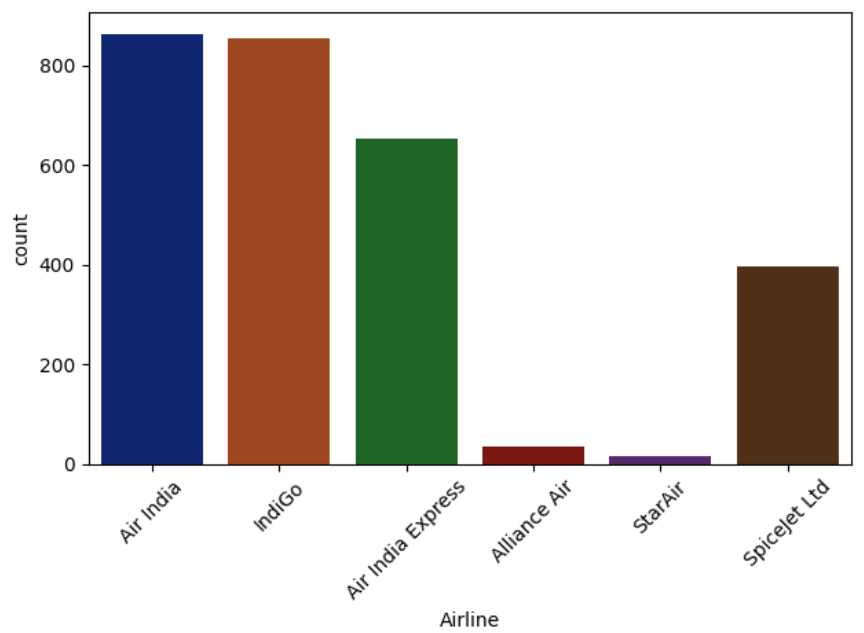 800
600
400
200
0
count
Air India
IndiGo
Air India Express
Alliance Air
StarAir
SpiceJet Ltd
Airline